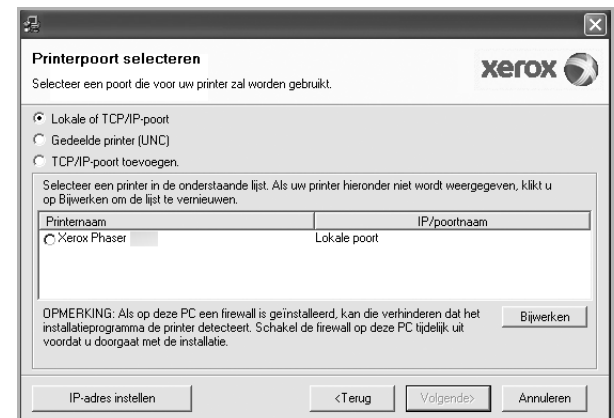 Printerpoort selecteren
Selecteer een poort die voor uw printer zal worden gebruikt.
xerox
Lokale of TCP/IP-poort
Gedeelde printer (UNC)
TCP/IP-poort toevoegen.
Selecteer een printer in de onderstaande lijst. Als uw printer hieronder niet wordt weergegeven, klikt u
op Bijwerken om de lijst te vernieuwen.
Printernaam IP/poortnaam
Xerox Phaser Lokale poort
OPMERKING: Als op deze PC een firewall is geïnstalleerd, kan die verhinderen dat het
installatieprogramma de printer detecteert. Schakel de firewall op deze PC tijdelijk uit
voordat u doorgaat met de installatie.
Bijwerken
IP-adres instellen <Terug Volgende> Annuleren